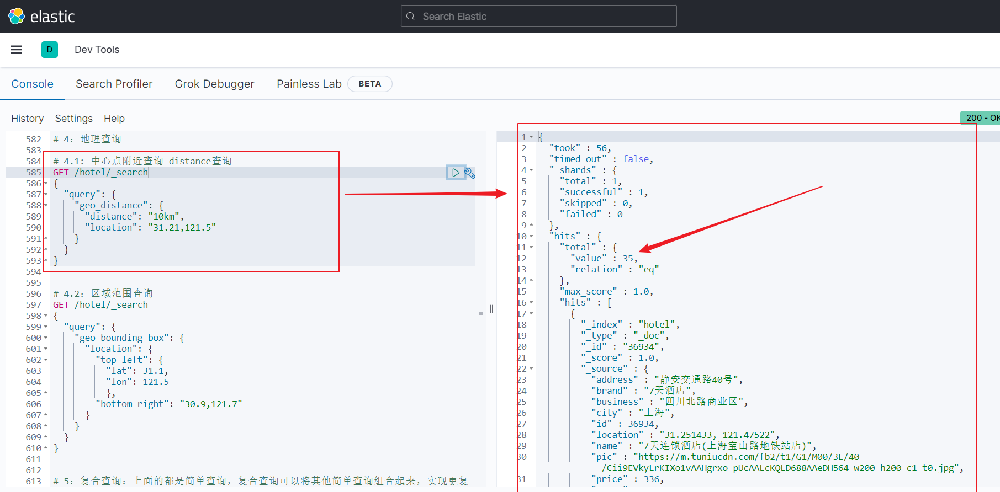 elastic
Search Elastic
D
Dev Tools
Console
Search Profiler
Grok Debugger
Painless Lab
BETA
History
Settings
Help
200 - OK
582 # 4：地理查询
583
584 # 4.1：中心点附近查询 distance查询
585 GET /hotel/_search
586 {
587 "query": {
588 "geo_distance": {
589 "distance": "10km",
590 "location": "31.21,121.5"
591 }
592 }
593 }
594
595
596 # 4.2：区域范围查询
597 GET /hotel/_search
598 {
599 "query": {
600 "geo_bounding_box": {
601 "location": {
602 "top_left": {
603 "lat": 31.1,
604 "lon": 121.5
605 },
606 "bottom_right": "30.9,121.7"
607 }
608 }
609 }
610 }
611
612
613 # 5：复合查询：上面的都是简单查询，复合查询可以将其他简单查询组合起来，实现更复
1 {
2 "took" : 56,
3 "timed_out" : false,
4 "_shards" : {
5 "total" : 1,
6 "successful" : 1,
7 "skipped" : 0,
8 "failed" : 0
9 },
10 "hits" : {
11 "total" : {
12 "value" : 35,
13 "relation" : "eq"
14 },
15 "max_score" : 1.0,
16 "hits" : [
17 {
18 "_index" : "hotel",
19 "_type" : "_doc",
20 "_id" : "36934",
21 "_score" : 1.0,
22 "_source" : {
23 "address" : "静安交通路40号",
24 "brand" : "7天酒店",
25 "business" : "四川北路商业区",
26 "city" : "上海",
27 "id" : 36934,
28 "location" : "31.251433, 121.47522",
29 "name" : "7天连锁酒店(上海宝山路地铁站店)",
30 "pic" : "https://m.tuniucdn.com/fb2/t1/G1/M00/3E/40
/Cii9EVkyLrKIXo1vAAHgrxo_pUcAALcKQLD688AAeDH564_w200_h200_c1_t0.jpg",
31 "price" : 336,